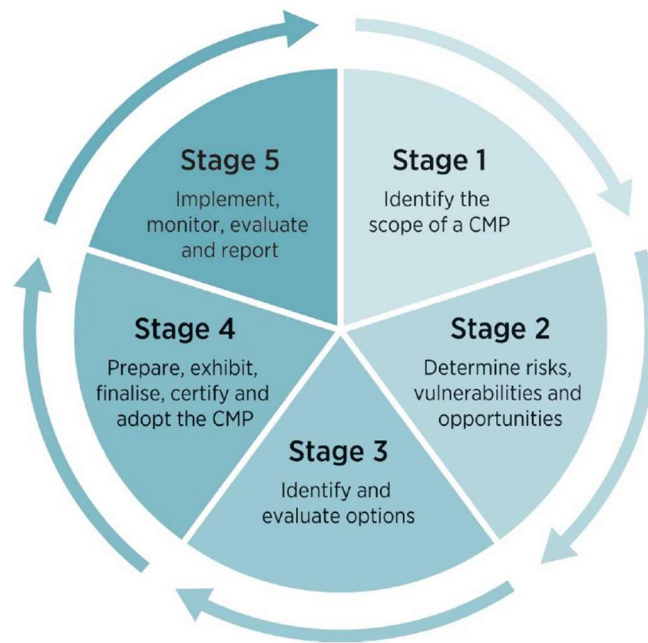 Stage 1
Identify the
scope of a CMP
Stage 2
Determine risks,
vulnerabilities and
opportunities
Stage 3
Identify and
evaluate options
Stage 4
Prepare, exhibit,
finalise, certify and
adopt the CMP
Stage 5
Implement,
monitor, evaluate
and report